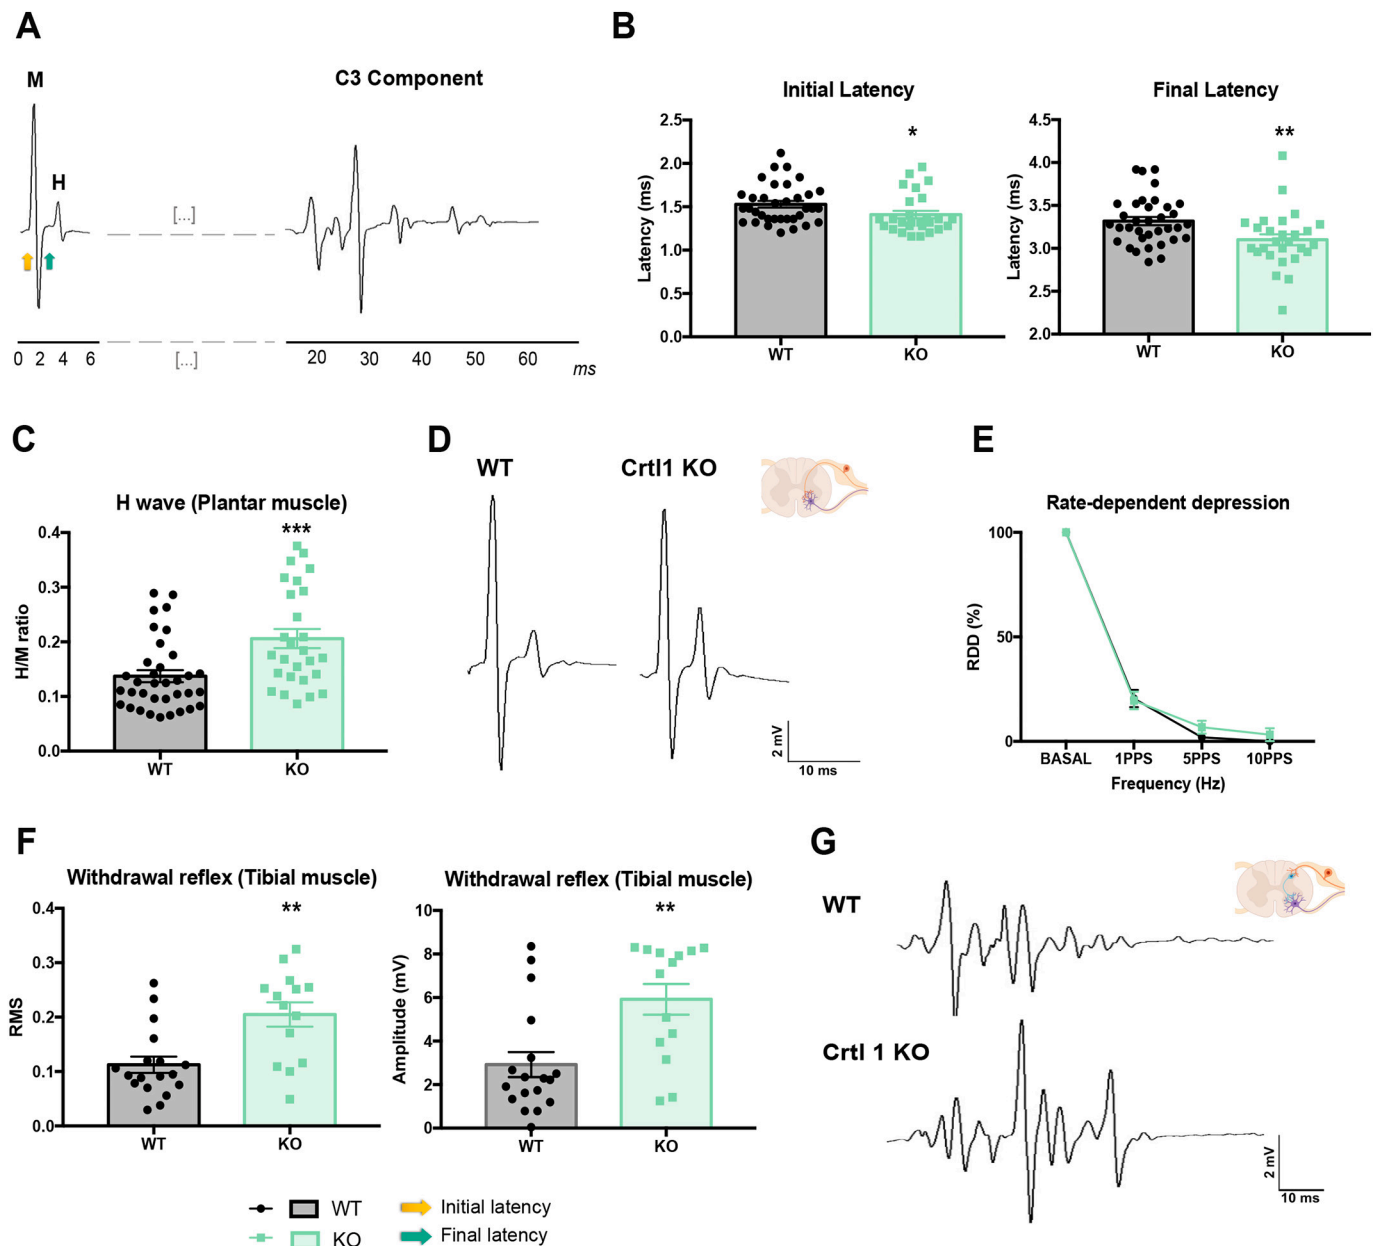 A
M
H
C3 Component
[...]
0 2 4 6
[...]
20 30 40 50 60
ms
B
Initial Latency
*
Latency (ms)
2.5
2.0
1.5
1.0
0.5
0.0
WT KO
Final Latency
**
Latency (ms)
4.5
4.0
3.5
3.0
2.5
2.0
WT KO
C
H wave (Plantar muscle)
***
H/M ratio
0.4
0.3
0.2
0.1
0.0
WT KO
D
WT
Crtl1 KO
2 mV
10 ms
E
Rate-dependent depression
RDD (%)
100
50
0
BASAL 1PPS 5PPS 10PPS
Frequency (Hz)
F
Withdrawal reflex (Tibial muscle)
**
RMS
0.4
0.3
0.2
0.1
0.0
WT KO
Withdrawal reflex (Tibial muscle)
**
Amplitude (mV)
10
8
6
4
2
0
WT KO
G
WT
Crtl 1 KO
2 mV
10 ms
WT
KO
Initial latency
Final latency